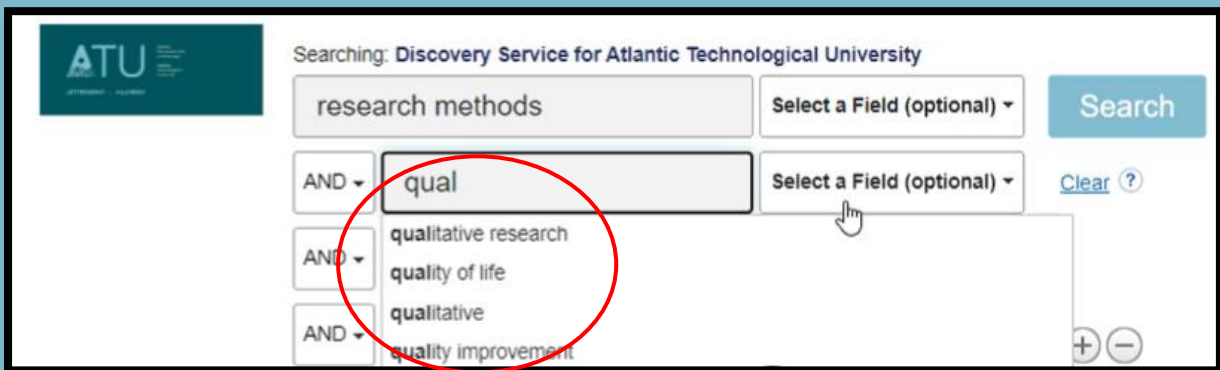 ATU
Searching: Discovery Service for Atlantic Technological University
research methods Select a Field (optional) Search
AND qual Select a Field (optional) Clear ?
qualitative research
AND quality of life
qualitative
AND quality improvement